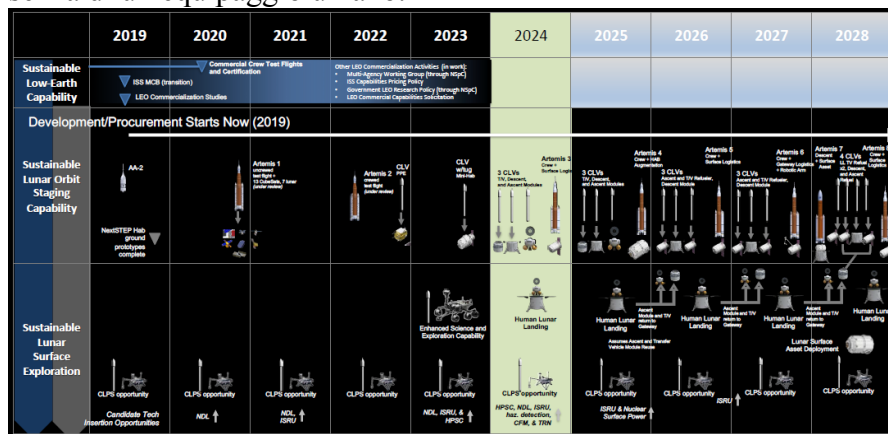 2019 2020 2021 2022 2023 2024 2025 2026 2027 2028
Sustainable
Low-Earth
Capability
Commercial Crew Test Flights
and Certification
ISS MCB (transition)
LEO Commercialization Studies
Other LEO Commercialization Activities (in work):
• Multi-Agency Working Group (through NSpC)
• ISS Capabilities Pricing Policy
• Government LEO Research Policy (through NSpC)
• LEO Commercial Capabilities Solicitation
Development/Procurement Starts Now (2019)
Sustainable
Lunar Orbit
Staging
Capability
AA-2
NextSTEP Hab
ground
prototypes
complete
Artemis 1
uncrewed
test flight +
13 CubeSats, 7 lunar
(under review)
Artemis 2
crewed
test flight
(under review)
CLV
PPE
CLV
w/tug
Mini-Hab
3 CLVs
T/V, Descent,
and Ascent Modules
Artemis 3
Crew +
Surface Logistics
3 CLVs
T/V, Descent,
and Ascent Modules
Artemis 4
Crew + HAB
Augmentation
3 CLVs
Ascent and T/V Refueler,
Descent Module
Artemis 5
Crew +
Surface Logistics
3 CLVs
Ascent and T/V Refueler,
Descent Module
Artemis 6
Crew +
Gateway Logistics
+ Robotic Arm
Artemis 7
Descent
+ Surface
Asset
4 CLVs
Artemis 8
Crew +
Surface
Logistics
Sustainable
Lunar
Surface
Exploration
Enhanced Science and
Exploration Capability
Human Lunar
Landing
Human Lunar
Landing
Ascent
Module and T/V
return to
Gateway
Assumes Ascent and Transfer
Vehicle Module Reuse
Human Lunar
Landing
Ascent
Module and T/V
return to
Gateway
Human Lunar
Landing
Ascent
Module and T/V
return to
Gateway
Human Lunar
Landing
Lunar Surface
Asset Deployment
CLPS opportunity
CLPS opportunity
CLPS opportunity
CLPS opportunity
CLPS opportunity
CLPS opportunity
CLPS opportunity
CLPS opportunity
CLPS opportunity
CLPS opportunity
Candidate Tech
Insertion Opportunities
NDL
NDL,
ISRU
NDL, ISRU, &
HPSC
HPSC, NDL, ISRU,
haz. detection,
CFM, & TRN
ISRU & Nuclear
Surface Power
ISRU